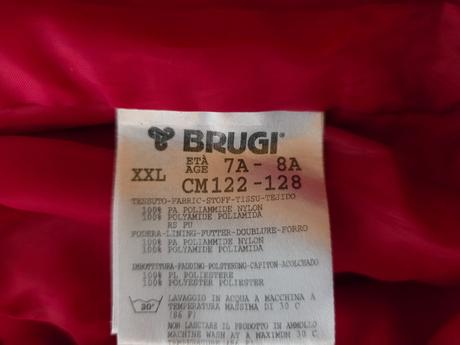 BRUGI
XXL
ETÀ 7A - 8A
AGE
CM 122 - 128
TESSUTO-FABRIC-STOFF-TISSU-TEJIDO
100% PA POLIAMMIDE NYLON
100% POLYAMIDE POLIAMIDA
RS PU
FODERA-LINING-FUTTER-DOUBLURE-FORRO
100% PA POLIAMMIDE NYLON
100% POLYAMIDE POLIAMIDA
IMBOTTITURA-PADDING-POLSTERUNG-CAPITON-ACOLCHADO
100% PL POLIESTERE
100% POLYESTER POLIESTER
30° LAVAGGIO IN ACQUA A MACCHINA A
TEMPERATURA MASSIMA DI 30 C
(86 F)
NON LASCIARE IL PRODOTTO IN AMMOLLO
MACHINE WASH AT A MAXIMUM 30 C